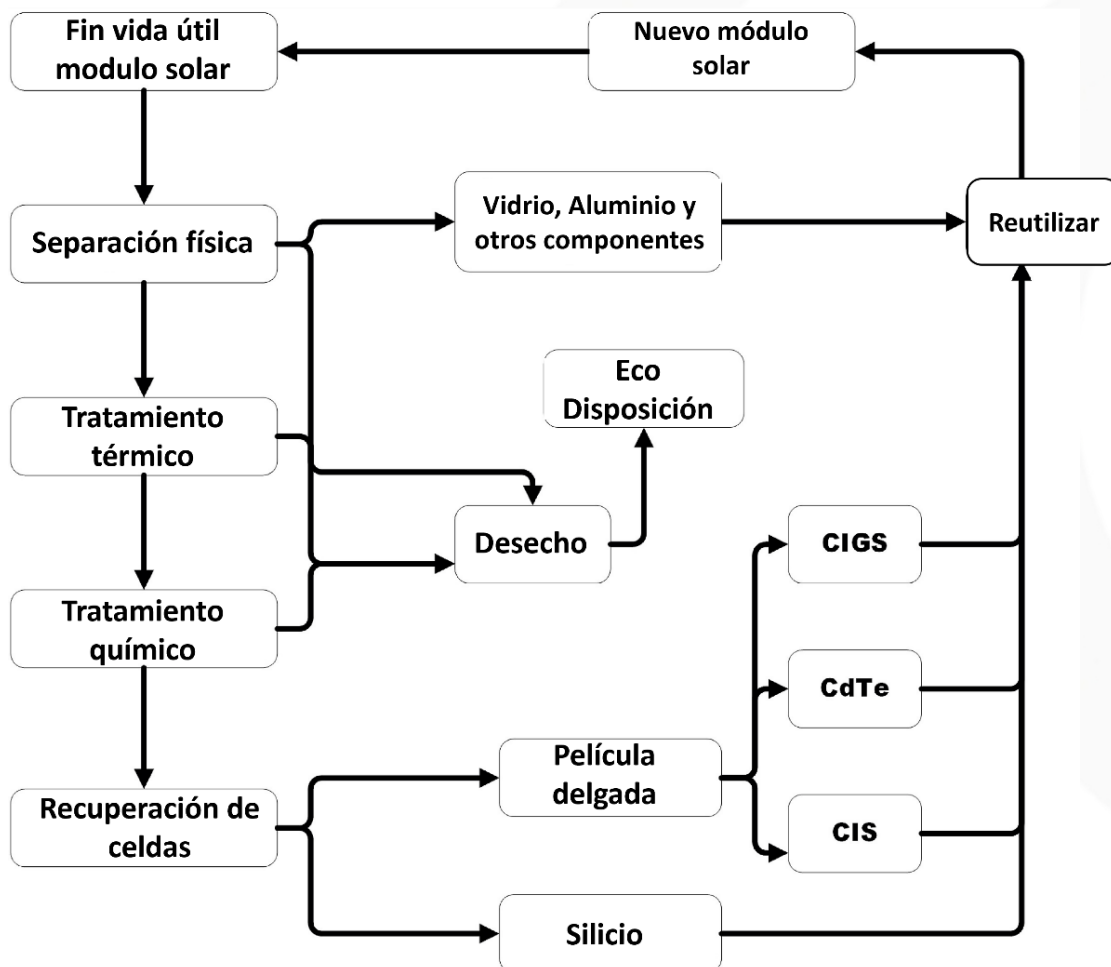 Fin vida útil
modulo solar
Nuevo módulo
solar
Separación física
Vidrio, Aluminio y
otros componentes
Reutilizar
Eco
Disposición
Tratamiento
térmico
Desecho
CIGS
Tratamiento
químico
CdTe
Película
delgada
Recuperación de
celdas
CIS
Silicio